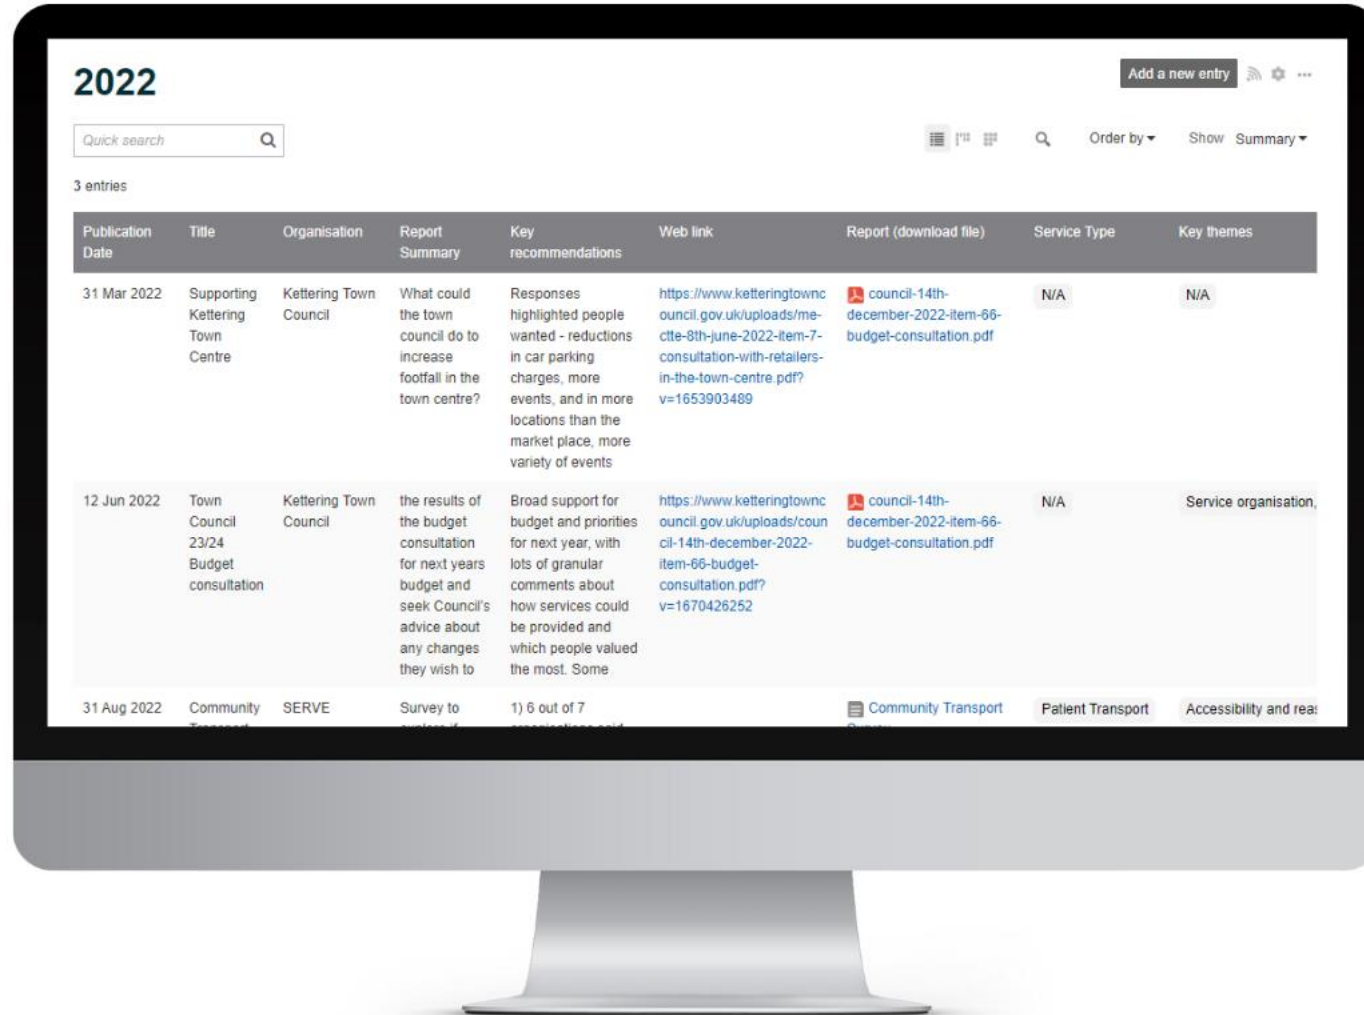 2022
Add a new entry
Quick search
Order by
Show Summary
3 entries
Publication Date
Title
Organisation
Report Summary
Key recommendations
Web link
Report (download file)
Service Type
Key themes
31 Mar 2022
Supporting
Kettering
Town
Centre
Kettering Town
Council
What could
the town
council do to
increase
footfall in the
town centre?
Responses
highlighted people
wanted - reductions
in car parking
charges, more
events, and in more
locations than the
market place, more
variety of events
https://www.ketteringtownc
ouncil.gov.uk/uploads/me-
ctte-8th-june-2022-item-7-
consultation-with-retailers-
in-the-town-centre.pdf?
v=1653903489
council-14th-
december-2022-item-66-
budget-consultation.pdf
N/A
N/A
12 Jun 2022
Town
Council
23/24
Budget
consultation
Kettering Town
Council
the results of
the budget
consultation
for next years
budget and
seek Council's
advice about
any changes
they wish to
Broad support for
budget and priorities
for next year, with
lots of granular
comments about
how services could
be provided and
which people valued
the most. Some
https://www.ketteringtownc
ouncil.gov.uk/uploads/coun
cil-14th-december-2022-
item-66-budget-
consultation.pdf?
v=1670426252
council-14th-
december-2022-item-66-
budget-consultation.pdf
N/A
Service organisation,
31 Aug 2022
Community
SERVE
Survey to
1) 6 out of 7
Community Transport
Patient Transport
Accessibility and reas